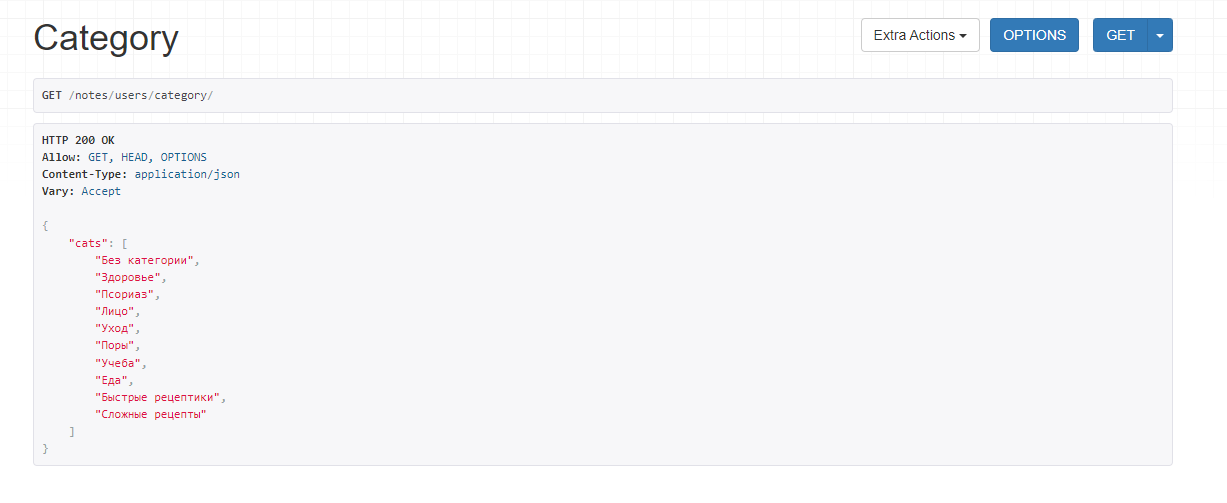 Category
Extra Actions
OPTIONS
GET
GET /notes/users/category/
HTTP 200 OK
Allow: GET, HEAD, OPTIONS
Content-Type: application/json
Vary: Accept
{
"cats": [
"Без категории",
"Здоровье",
"Псориаз",
"Лицо",
"Уход",
"Поры",
"Учеба",
"Еда",
"Быстрые рецептики",
"Сложные рецепты"
]
}